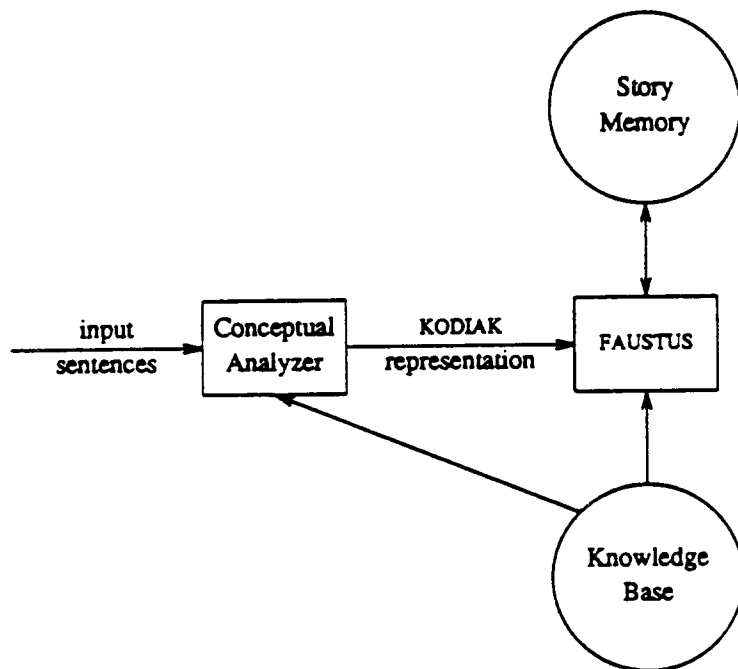 Story
Memory
input
sentences
Conceptual
Analyzer
KODIAK
representation
FAUSTUS
Knowledge
Base